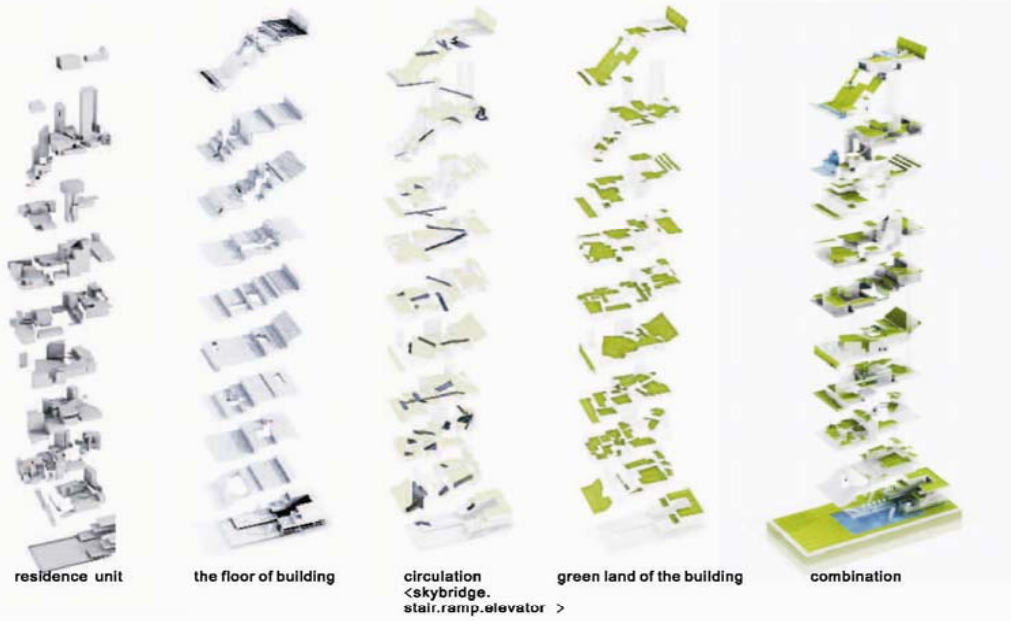 residence unit
the floor of building
circulation
<skybridge.
stair.ramp.elevator >
green land of the building
combination